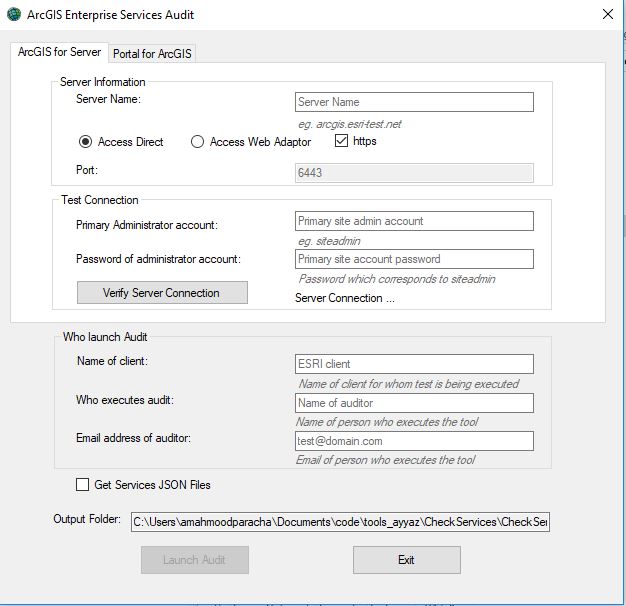 ArcGIS Enterprise Services Audit
ArcGIS for Server Portal for ArcGIS
Server Information
Server Name: Server Name
eg. arcgis.esri-test.net
Access Direct Access Web Adaptor https
Port: 6443
Test Connection
Primary Administrator account: Primary site admin account
eg. siteadmin
Password of administrator account: Primary site account password
Password which corresponds to siteadmin
Verify Server Connection Server Connection ...
Who launch Audit
Name of client: ESRI client
Name of client for whom test is being executed
Who executes audit: Name of auditor
Name of person who executes the tool
Email address of auditor: test@domain.com
Email of person who executes the tool
Get Services JSON Files
Output Folder: C:\Users\amahmoodparacha\Documents\code\tools_ayyaz\CheckServices\CheckSer
Launch Audit Exit